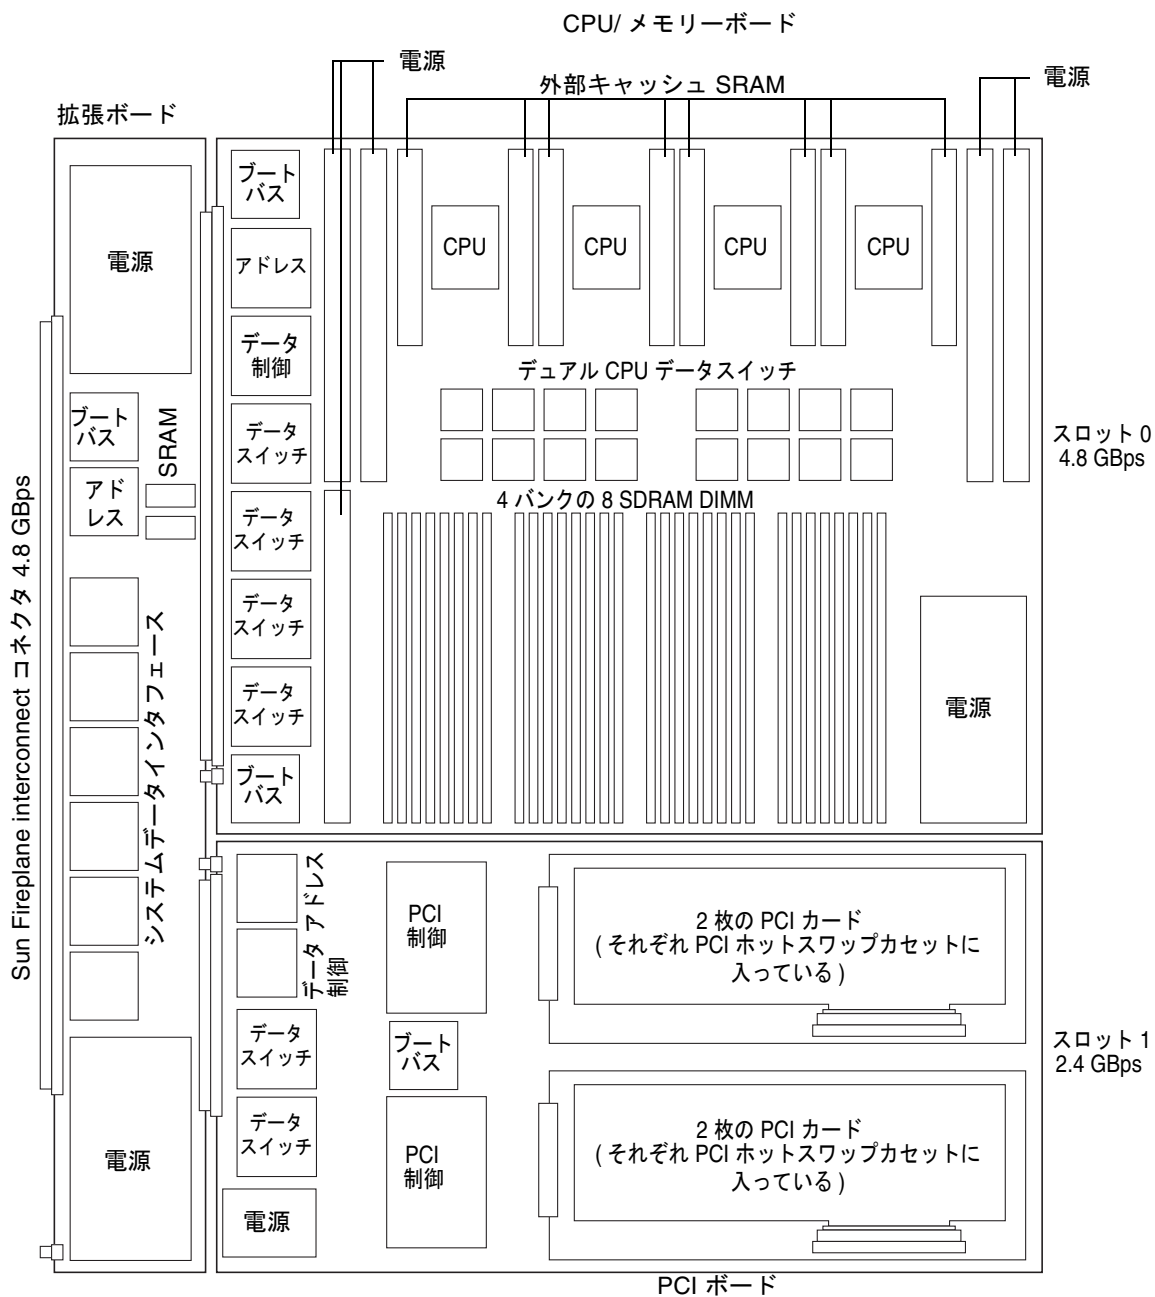 CPU/ メモリーボード
電源
外部キャッシュ SRAM
電源
拡張ボード
電源
ブート
バス
SRAM
アド
レス
システムデータインタフェース
電源
Sun Fireplane interconnect コネクタ 4.8 GBps
ブート
バス
アドレス
データ
制御
データ
スイッチ
データ
スイッチ
データ
スイッチ
データ
スイッチ
ブート
バス
CPU
CPU
CPU
CPU
デュアル CPU データスイッチ
4 バンクの 8 SDRAM DIMM
電源
スロット 0
4.8 GBps
アドレス
データ
制御
データ
スイッチ
データ
スイッチ
電源
PCI
制御
ブート
バス
PCI
制御
2 枚の PCI カード
( それぞれ PCI ホットスワップカセットに
入っている )
2 枚の PCI カード
( それぞれ PCI ホットスワップカセットに
入っている )
スロット 1
2.4 GBps
PCI ボード